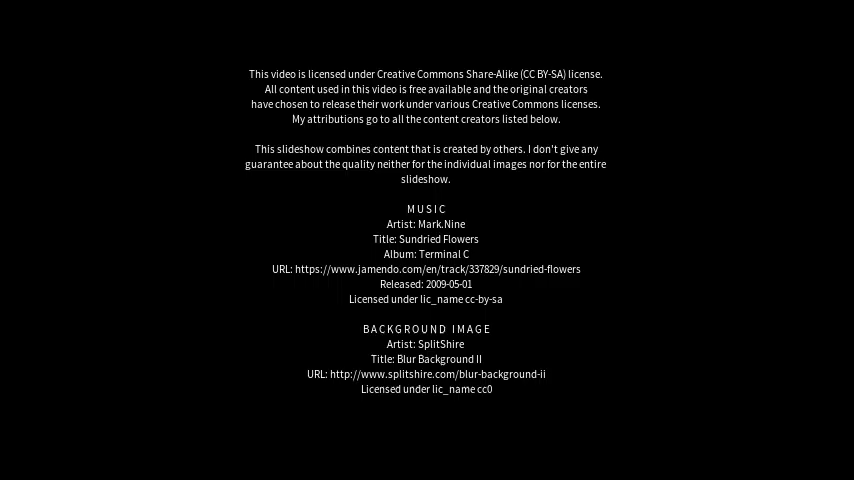 This video is licensed under Creative Commons Share-Alike (CC BY-SA) license.
All content used in this video is free available and the original creators
have chosen to release their work under various Creative Commons licenses.
My attributions go to all the content creators listed below.
This slideshow combines content that is created by others. I don't give any
guarantee about the quality neither for the individual images nor for the entire
slideshow.
MUSIC
Artist: Mark.Nine
Title: Sundried Flowers
Album: Terminal C
URL: https://www.jamendo.com/en/track/337829/sundried-flowers
Released: 2009-05-01
Licensed under lic_name cc-by-sa
BACKGROUND IMAGE
Artist: SplitShire
Title: Blur Background II
URL: http://www.splitshire.com/blur-background-ii
Licensed under lic_name cc0